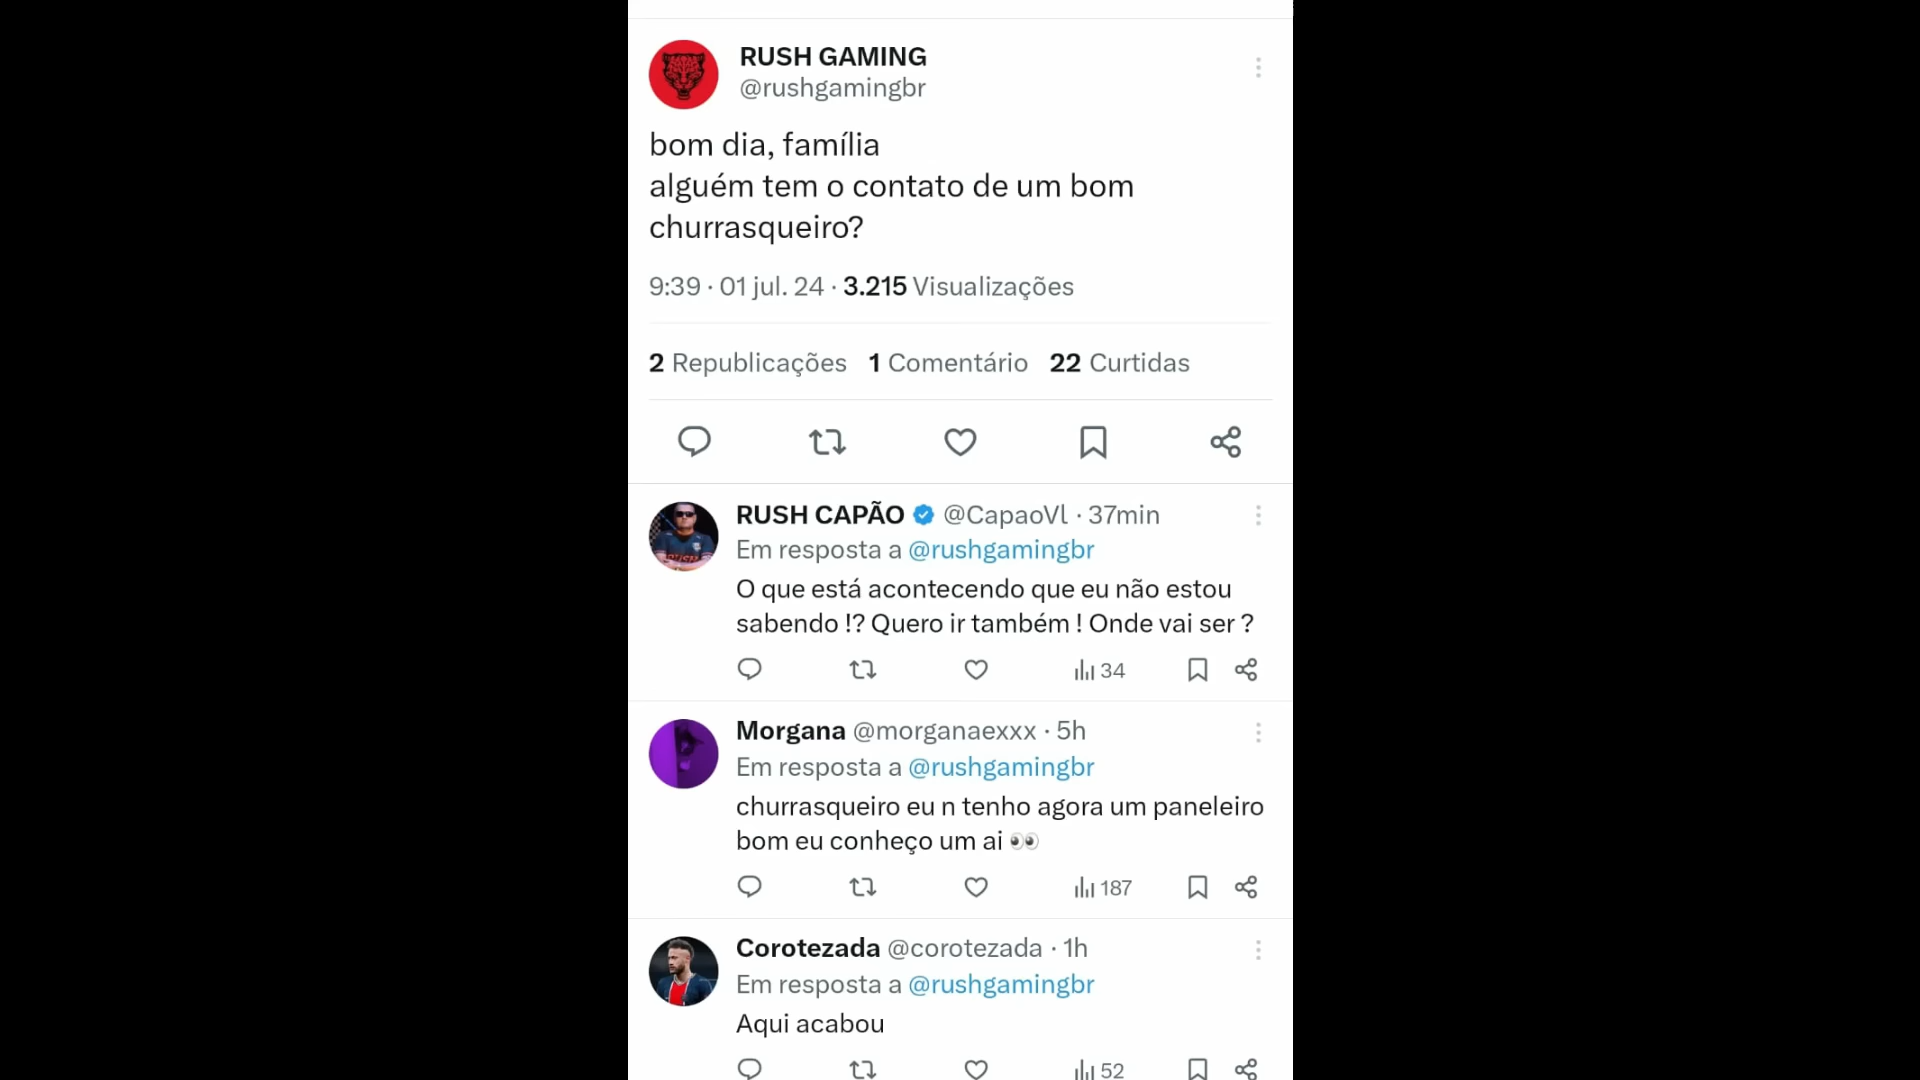 RUSH GAMING
@rushgamingbr
bom dia, família
alguém tem o contato de um bom
churrasqueiro?
9:39 · 01 jul. 24 · 3.215 Visualizações
2 Republicações 1 Comentário 22 Curtidas
RUSH CAPÃO @CapaoVl · 37min
Em resposta a @rushgamingbr
O que está acontecendo que eu não estou
sabendo !? Quero ir também ! Onde vai ser ?
34
Morgana @morganaexxx · 5h
Em resposta a @rushgamingbr
churrasqueiro eu n tenho agora um paneleiro
bom eu conheço um ai 👀
187
Corotezada @corotezada · 1h
Em resposta a @rushgamingbr
Aqui acabou
52